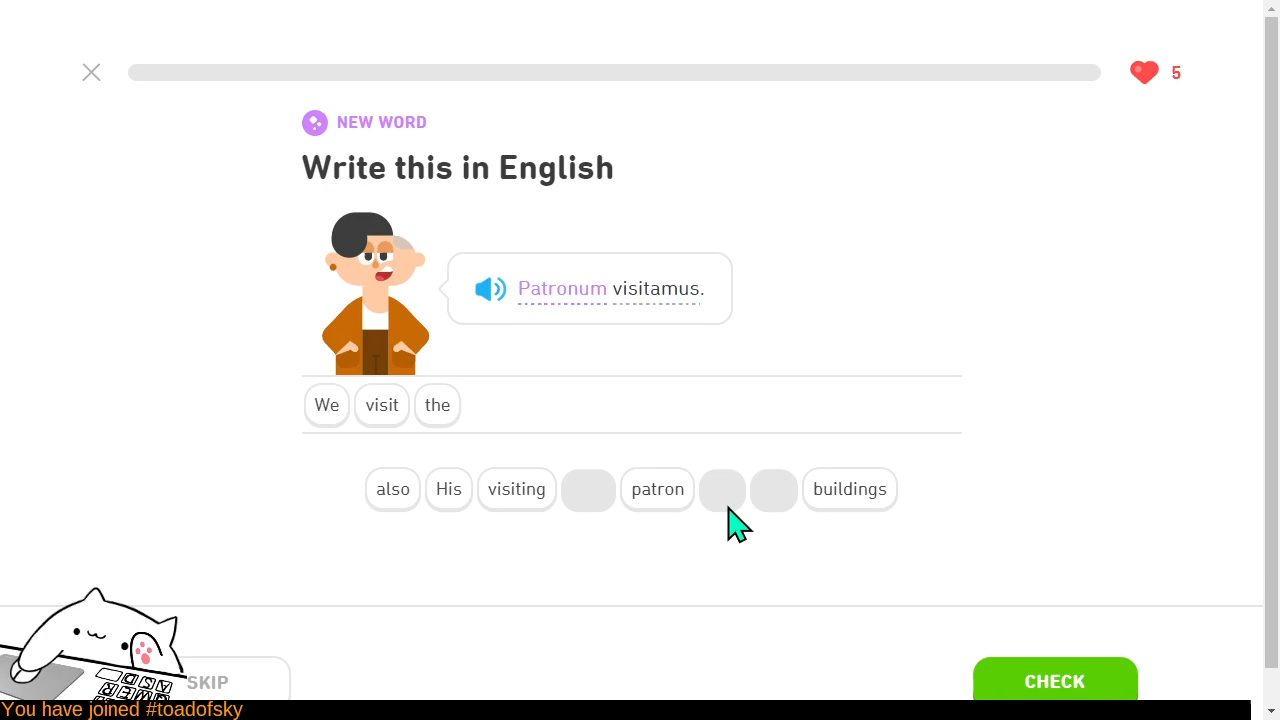 5
NEW WORD
Write this in English
Patronum visitamus.
We visit the
also His visiting patron buildings
SKIP CHECK
You have joined #toadofsky